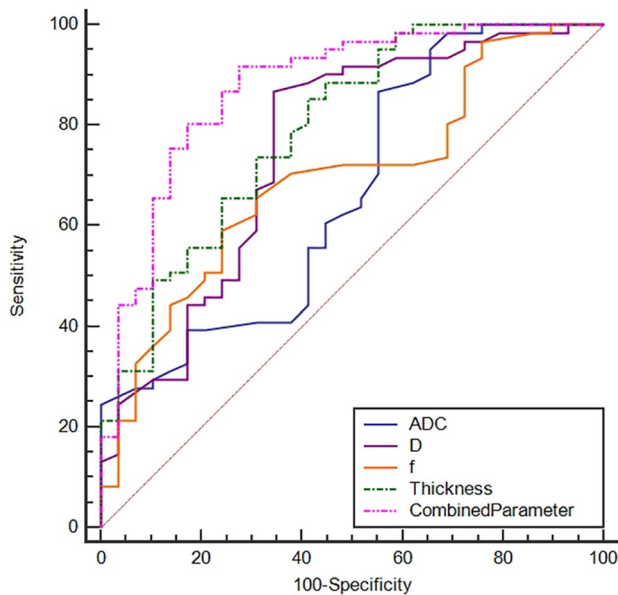 100
80
60
40
20
0
Sensitivity
0 20 40 60 80 100
100-Specificity
ADC
D
f
Thickness
CombinedParameter